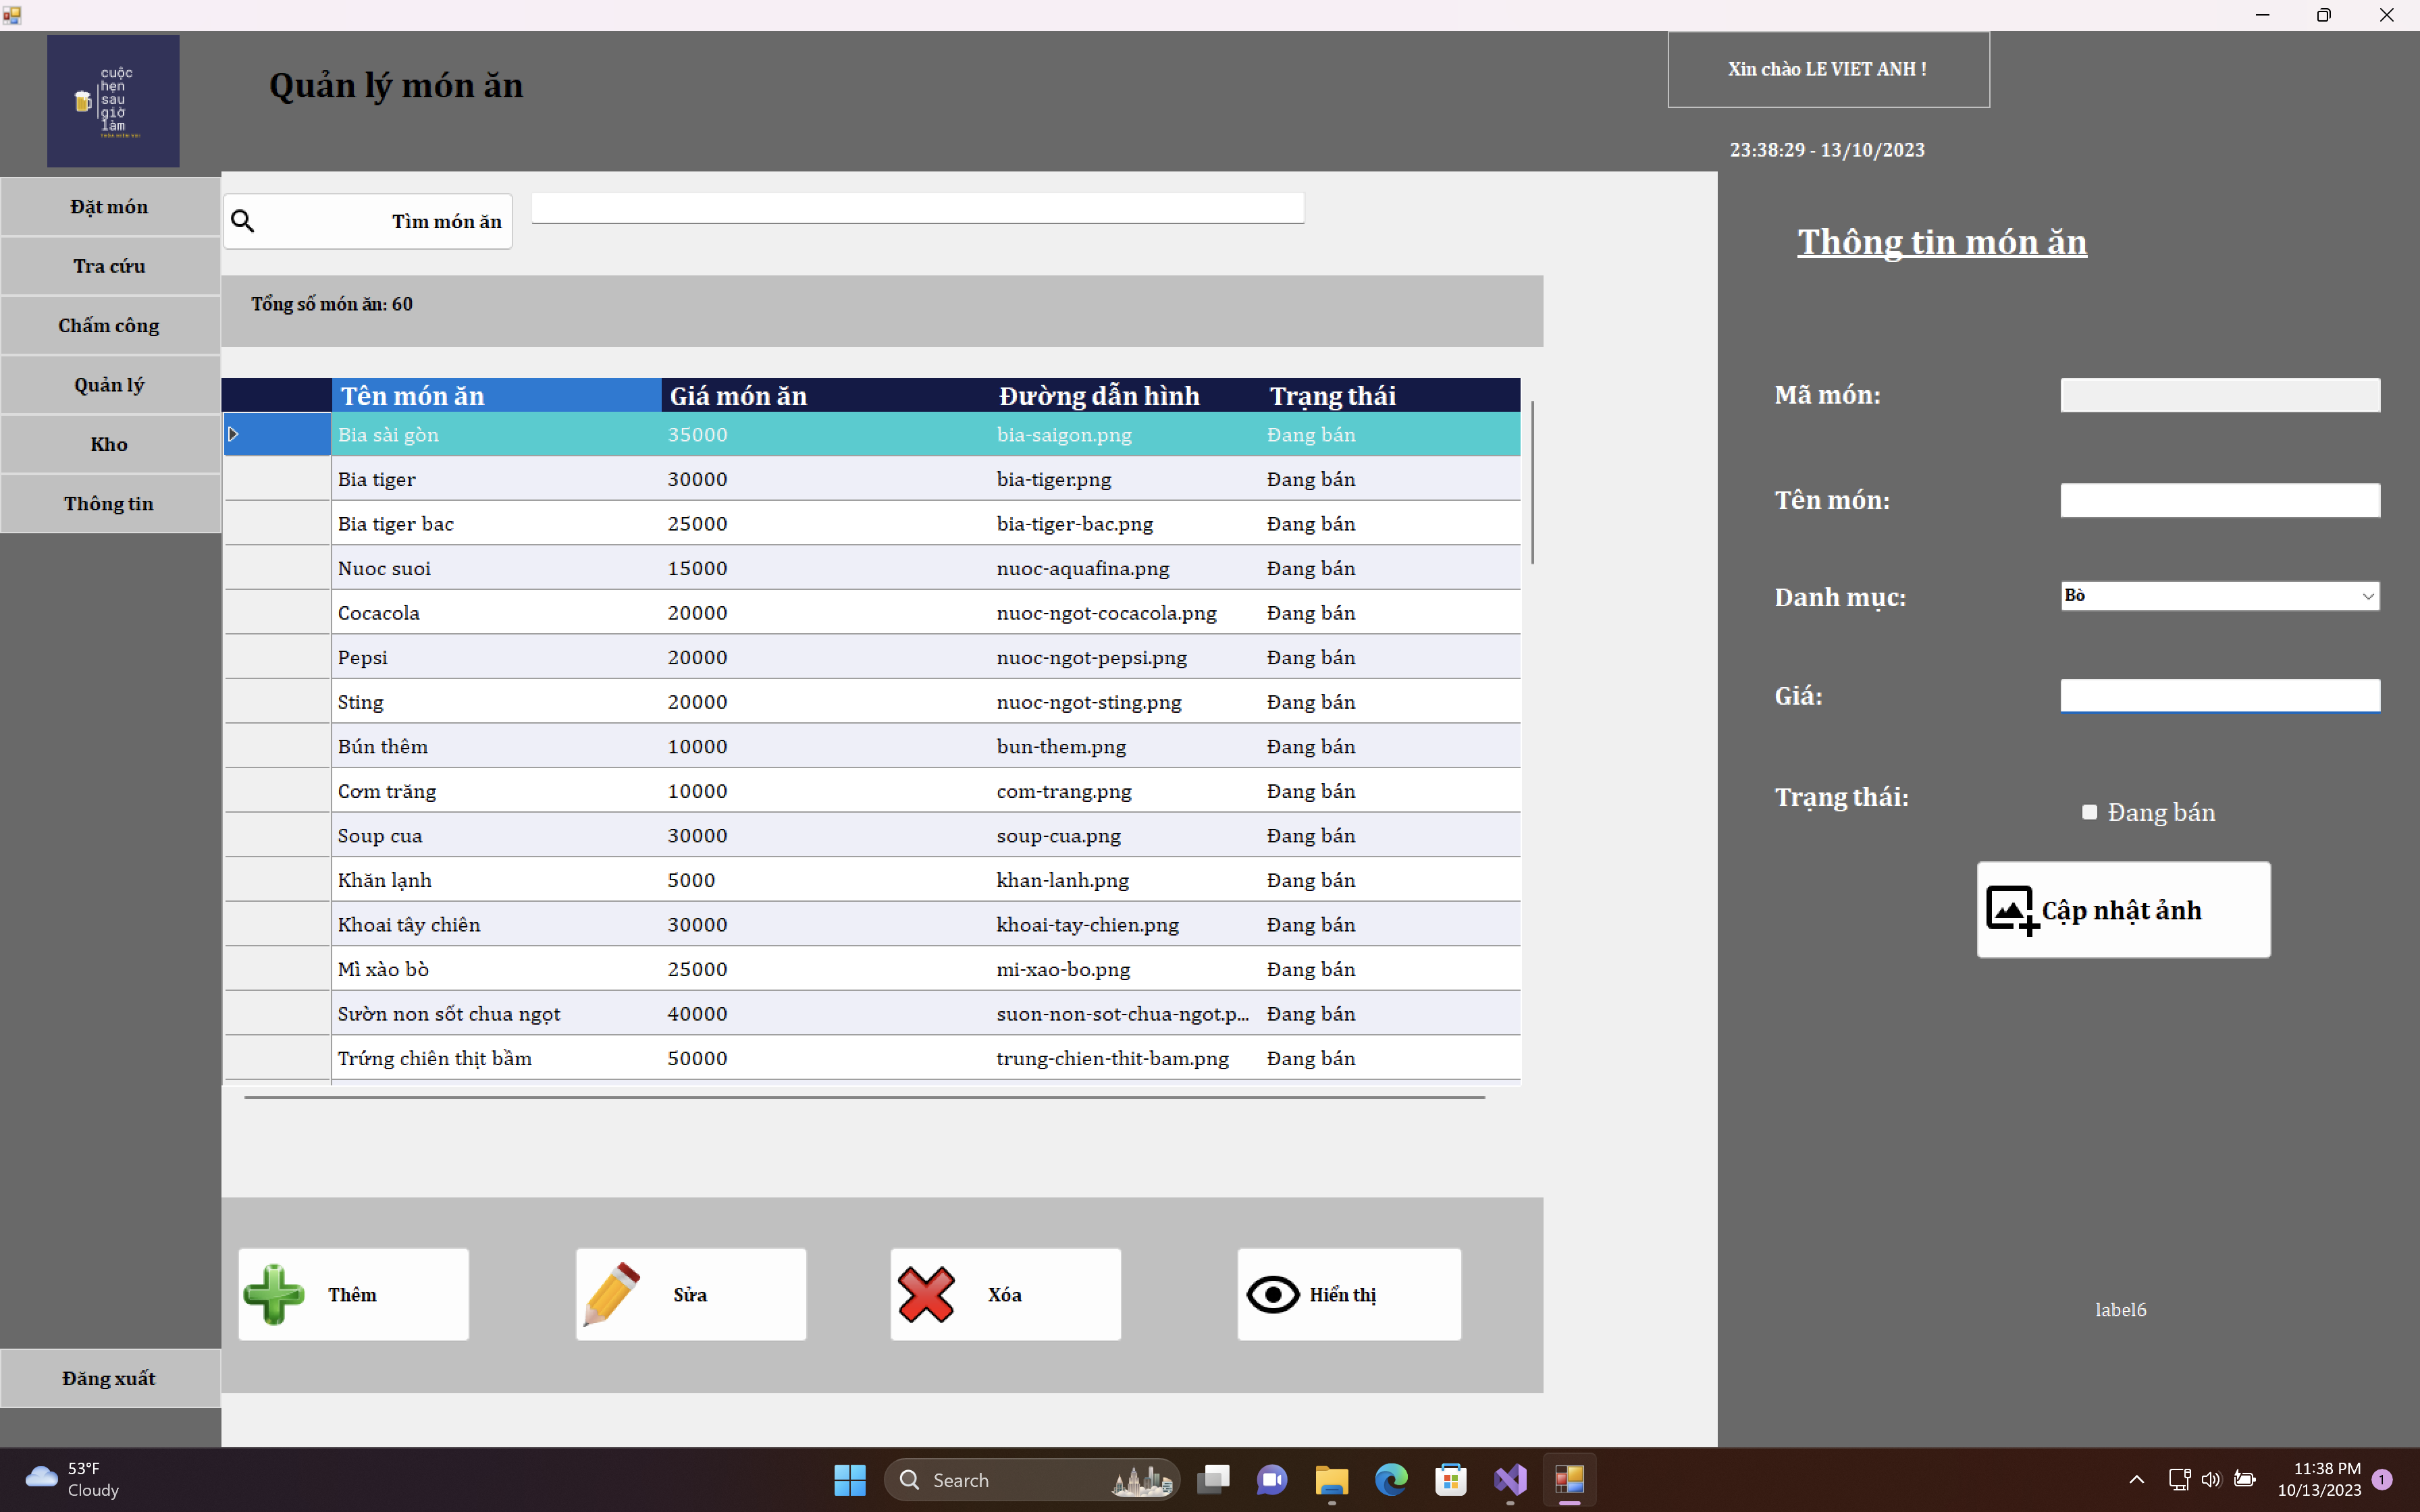 cuộc
hẹn
sau
giờ
làm
Quản lý món ăn
Xin chào LE VIET ANH !
23:38:29 - 13/10/2023
Đặt món
Tra cứu
Chấm công
Quản lý
Kho
Thông tin
Đăng xuất
Tìm món ăn
Tổng số món ăn: 60
Tên món ăn Giá món ăn Đường dẫn hình Trạng thái
Bia sài gòn 35000 bia-saigon.png Đang bán
Bia tiger 30000 bia-tiger.png Đang bán
Bia tiger bac 25000 bia-tiger-bac.png Đang bán
Nuoc suoi 15000 nuoc-aquafina.png Đang bán
Cocacola 20000 nuoc-ngot-cocacola.png Đang bán
Pepsi 20000 nuoc-ngot-pepsi.png Đang bán
Sting 20000 nuoc-ngot-sting.png Đang bán
Bún thêm 10000 bun-them.png Đang bán
Cơm trăng 10000 com-trang.png Đang bán
Soup cua 30000 soup-cua.png Đang bán
Khăn lạnh 5000 khan-lanh.png Đang bán
Khoai tây chiên 30000 khoai-tay-chien.png Đang bán
Mì xào bò 25000 mi-xao-bo.png Đang bán
Sườn non sốt chua ngọt 40000 suon-non-sot-chua-ngot.p... Đang bán
Trứng chiên thịt bầm 50000 trung-chien-thit-bam.png Đang bán
Thêm
Sửa
Xóa
Hiển thị
Thông tin món ăn
Mã món:
Tên món:
Danh mục: Bò
Giá:
Trạng thái: Đang bán
Cập nhật ảnh
label6
53°F
Cloudy
Search
11:38 PM
10/13/2023
1